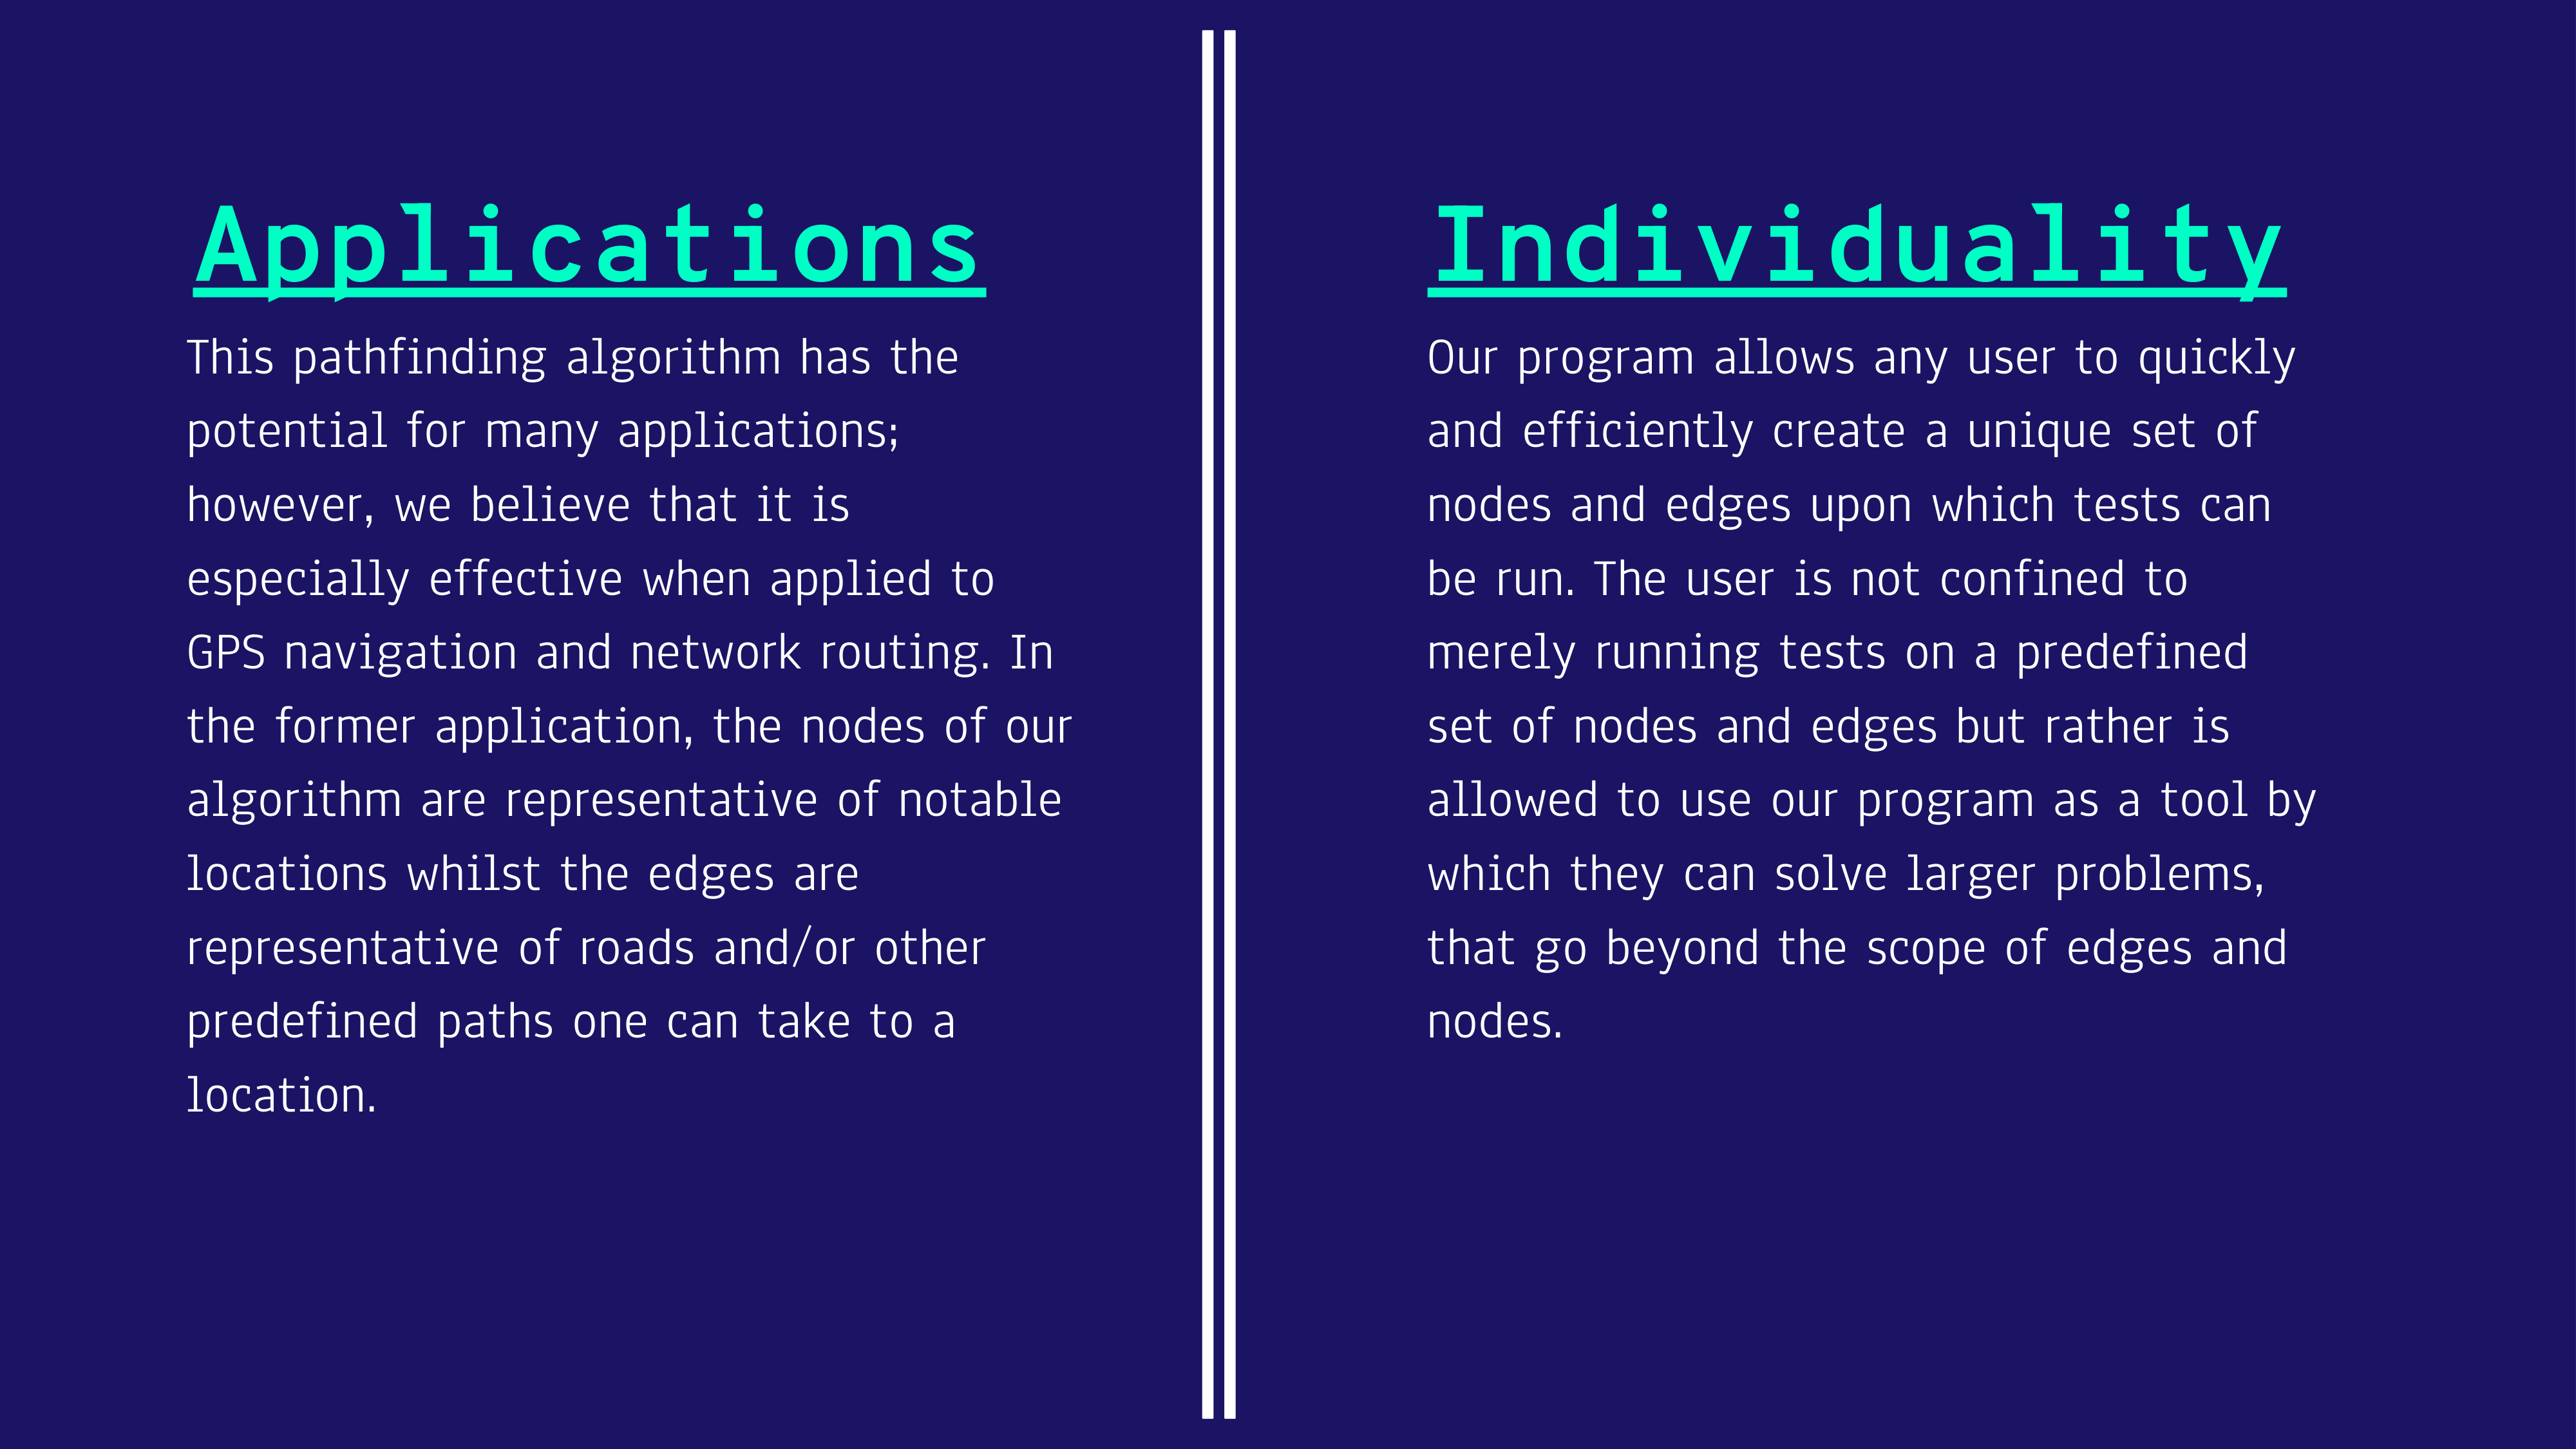 Applications
This pathfinding algorithm has the
potential for many applications;
however, we believe that it is
especially effective when applied to
GPS navigation and network routing. In
the former application, the nodes of our
algorithm are representative of notable
locations whilst the edges are
representative of roads and/or other
predefined paths one can take to a
location.
Individuality
Our program allows any user to quickly
and efficiently create a unique set of
nodes and edges upon which tests can
be run. The user is not confined to
merely running tests on a predefined
set of nodes and edges but rather is
allowed to use our program as a tool by
which they can solve larger problems,
that go beyond the scope of edges and
nodes.